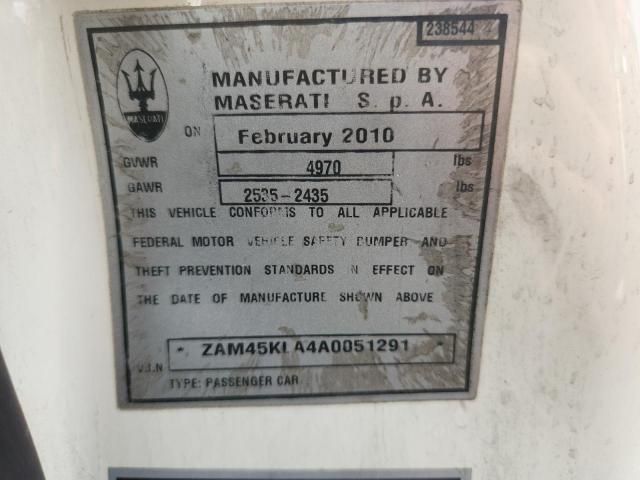 238544
MASERATI
MANUFACTURED BY
MASERATI S. p A.
ON February 2010
GVWR 4970 lbs
GAWR 2535-2435 lbs
THIS VEHICLE CONFORMS TO ALL APPLICABLE
FEDERAL MOTOR VEHICLE SAFETY BUMPER AND
THEFT PREVENTION STANDARDS IN EFFECT ON
THE DATE OF MANUFACTURE SHOWN ABOVE
V.I.N * ZAM45KLA4A0051291 *
TYPE: PASSENGER CAR